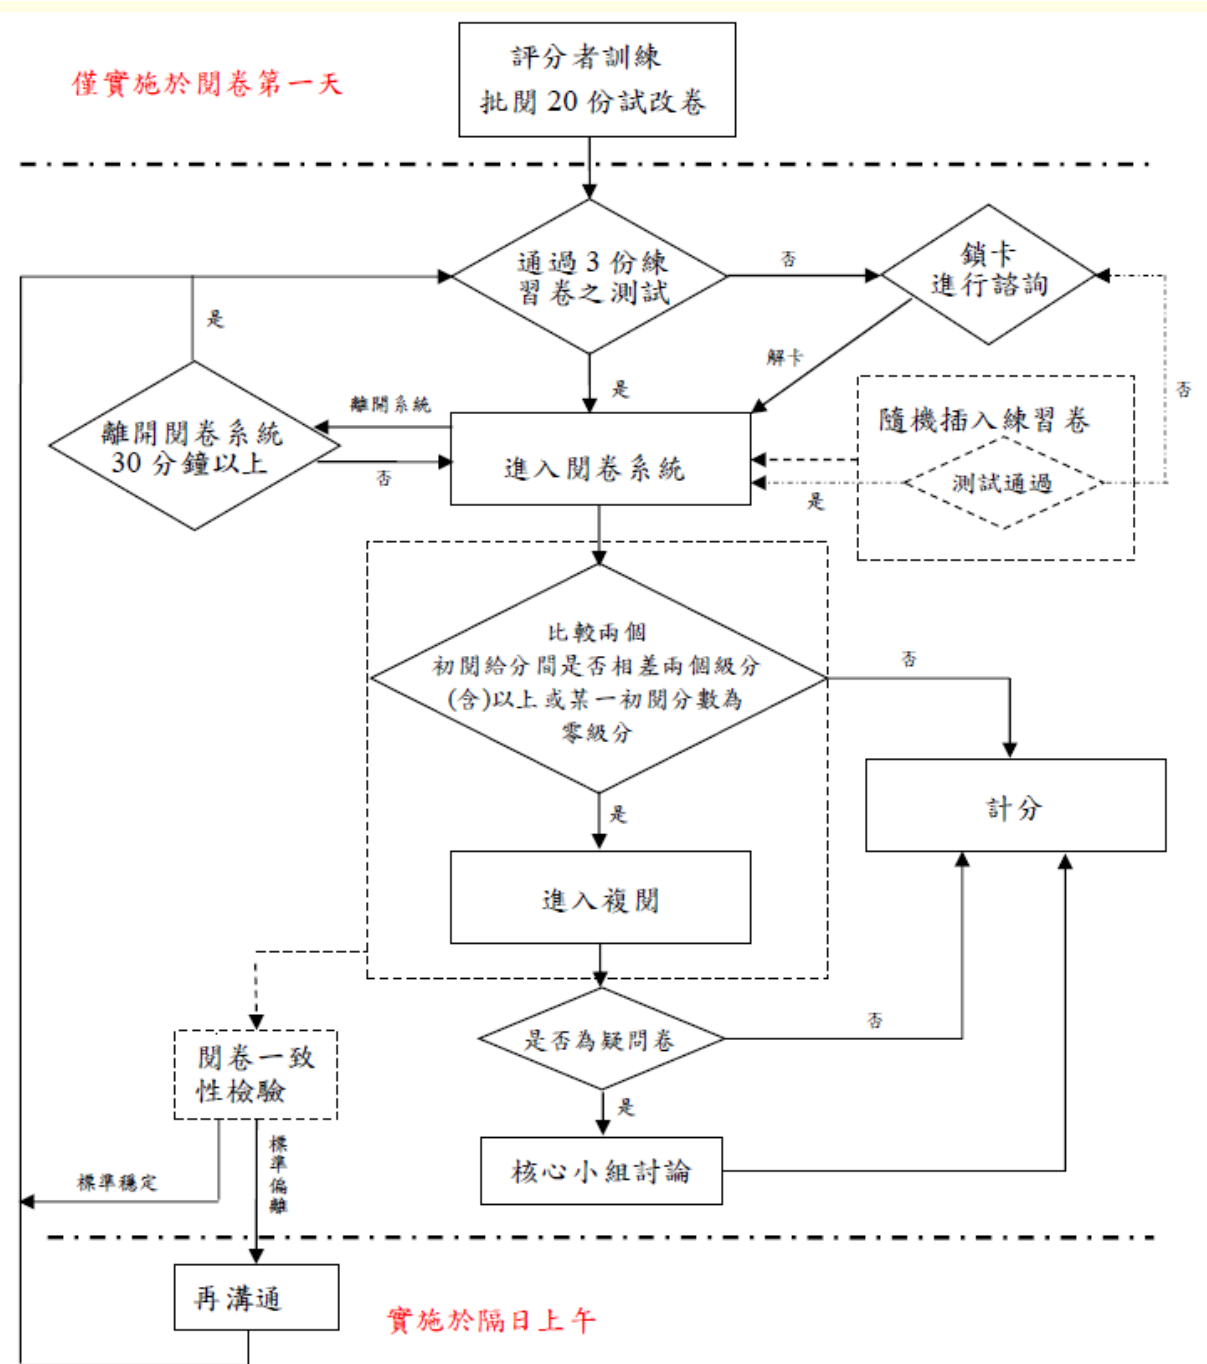 評分者訓練
批閱 20 份試改卷
僅實施於閱卷第一天
通過 3 份練
習卷之測試
否
鎖卡
進行諮詢
是
解卡
是
否
離開系統
離開閱卷系統
30 分鐘以上
否
進入閱卷系統
隨機插入練習卷
測試通過
是
比較兩個
初閱給分間是否相差兩個級分
(含)以上或某一初閱分數為
零級分
否
是
計分
進入複閱
是否為疑問卷
否
是
核心小組討論
閱卷一致
性檢驗
標準偏離
標準穩定
再溝通
實施於隔日上午